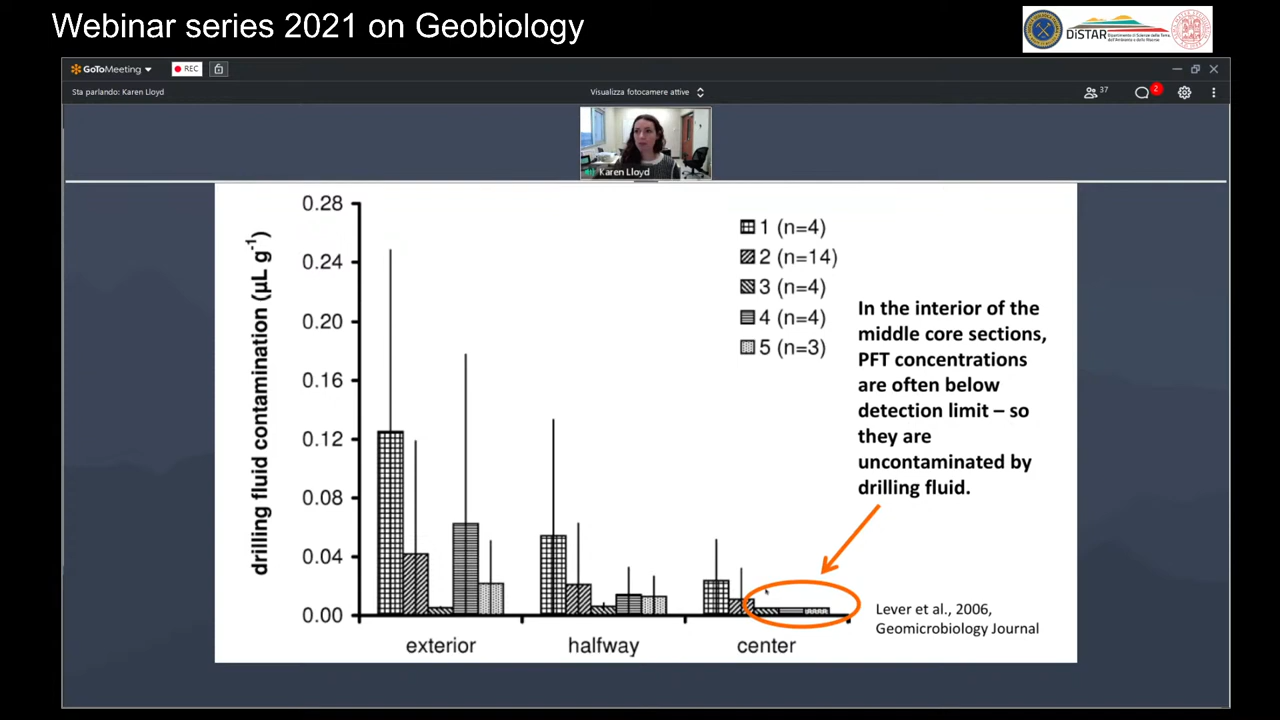 Webinar series 2021 on Geobiology
DiSTAR
GoToMeeting
REC
Sta parlando: Karen Lloyd
Visualizza fotocamere attive
37
2
Karen Lloyd
drilling fluid contamination (µL g-1)
0.28
0.24
0.20
0.16
0.12
0.08
0.04
0.00
exterior
halfway
center
1 (n=4)
2 (n=14)
3 (n=4)
4 (n=4)
5 (n=3)
In the interior of the
middle core sections,
PFT concentrations
are often below
detection limit – so
they are
uncontaminated by
drilling fluid.
Lever et al., 2006,
Geomicrobiology Journal